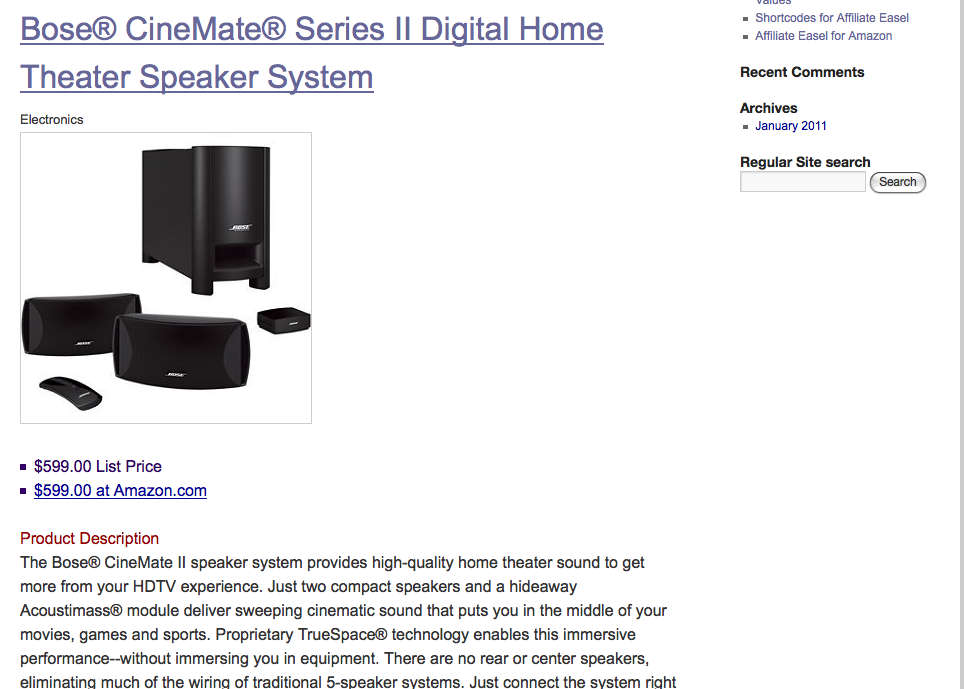 Bose® CineMate® Series II Digital Home
Theater Speaker System
Electronics
BOSE
BOSE
BOSE
$599.00 List Price
$599.00 at Amazon.com
Product Description
The Bose® CineMate II speaker system provides high-quality home theater sound to get
more from your HDTV experience. Just two compact speakers and a hideaway
Acoustimass® module deliver sweeping cinematic sound that puts you in the middle of your
movies, games and sports. Proprietary TrueSpace® technology enables this immersive
performance--without immersing you in equipment. There are no rear or center speakers,
eliminating much of the wiring of traditional 5-speaker systems. Just connect the system right
Values
Shortcodes for Affiliate Easel
Affiliate Easel for Amazon
Recent Comments
Archives
January 2011
Regular Site search
Search